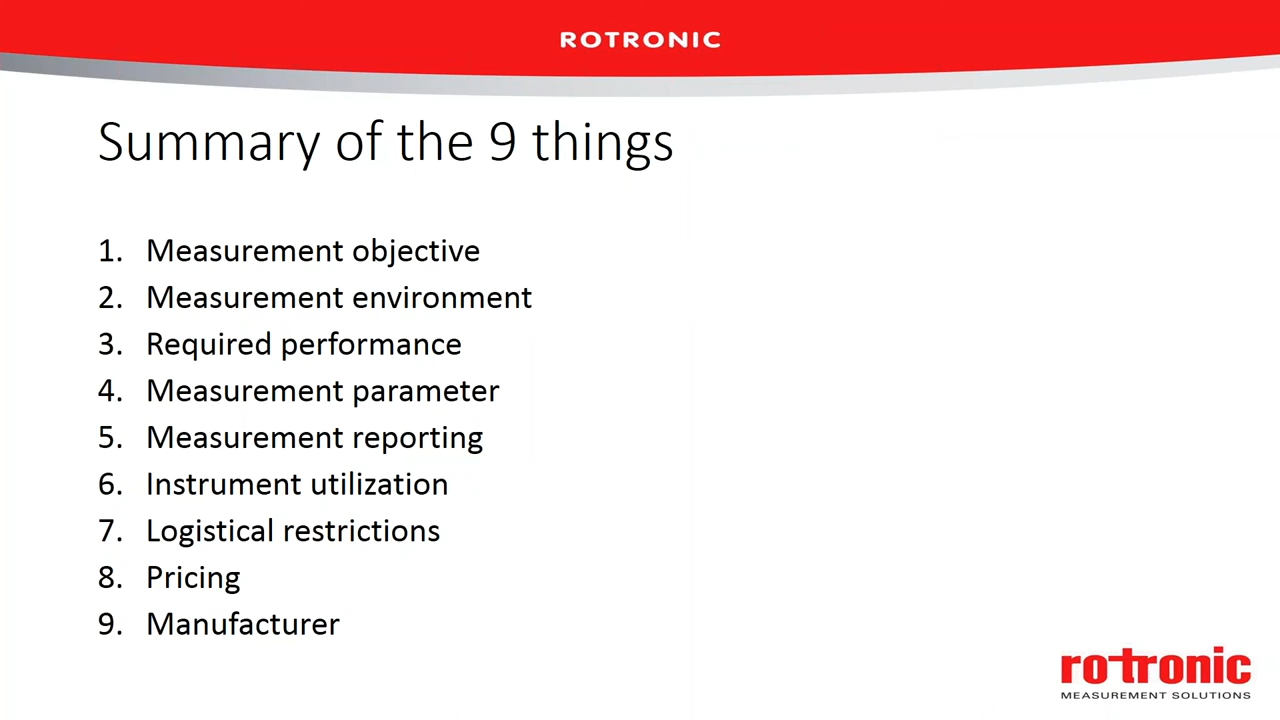 ROTRONIC
Summary of the 9 things
1. Measurement objective
2. Measurement environment
3. Required performance
4. Measurement parameter
5. Measurement reporting
6. Instrument utilization
7. Logistical restrictions
8. Pricing
9. Manufacturer
rotronic
MEASUREMENT SOLUTIONS